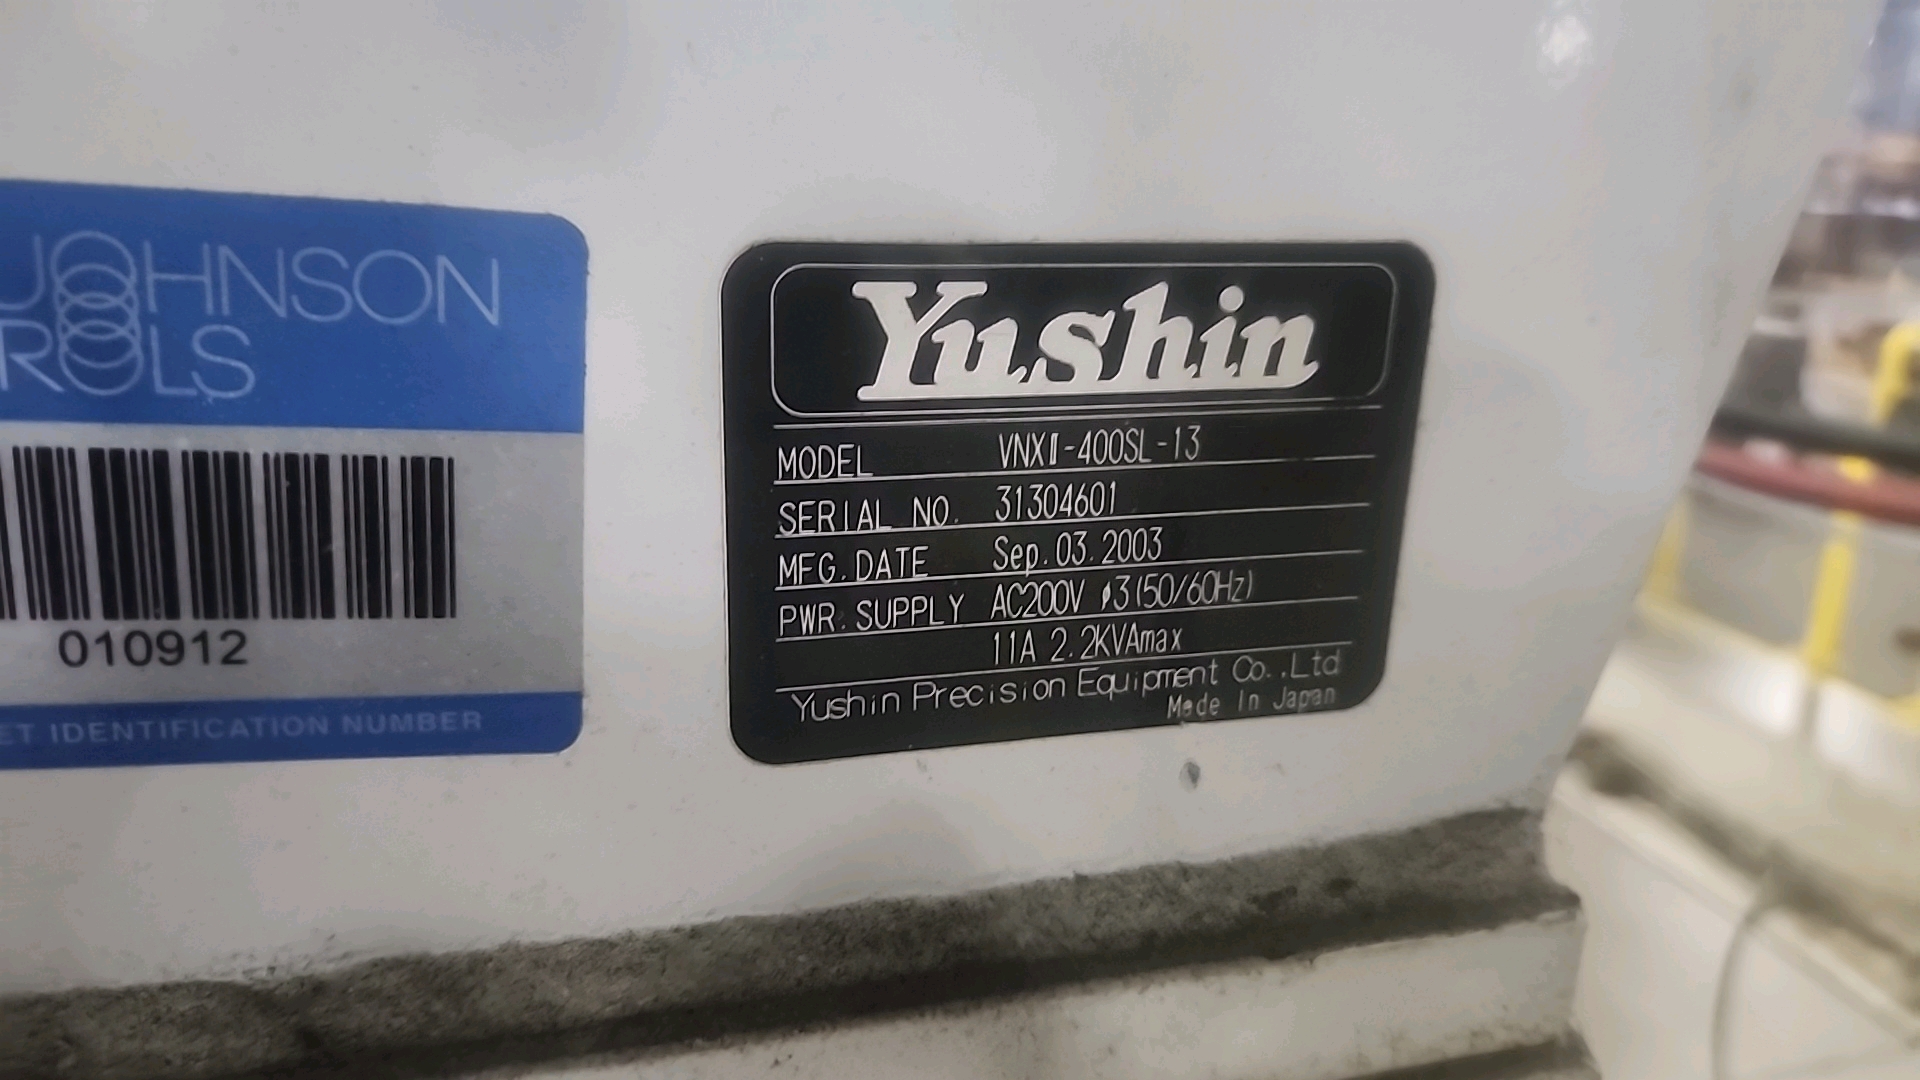 JOHNSON
ROLS
010912
ET IDENTIFICATION NUMBER
Yushin
MODEL VNXⅡ-400SL-13
SERIAL NO. 31304601
MFG.DATE Sep.03.2003
PWR.SUPPLY AC200V ø3(50/60Hz)
11A 2.2KVAmax
Yushin Precision Equipment Co.,Ltd
Made In Japan